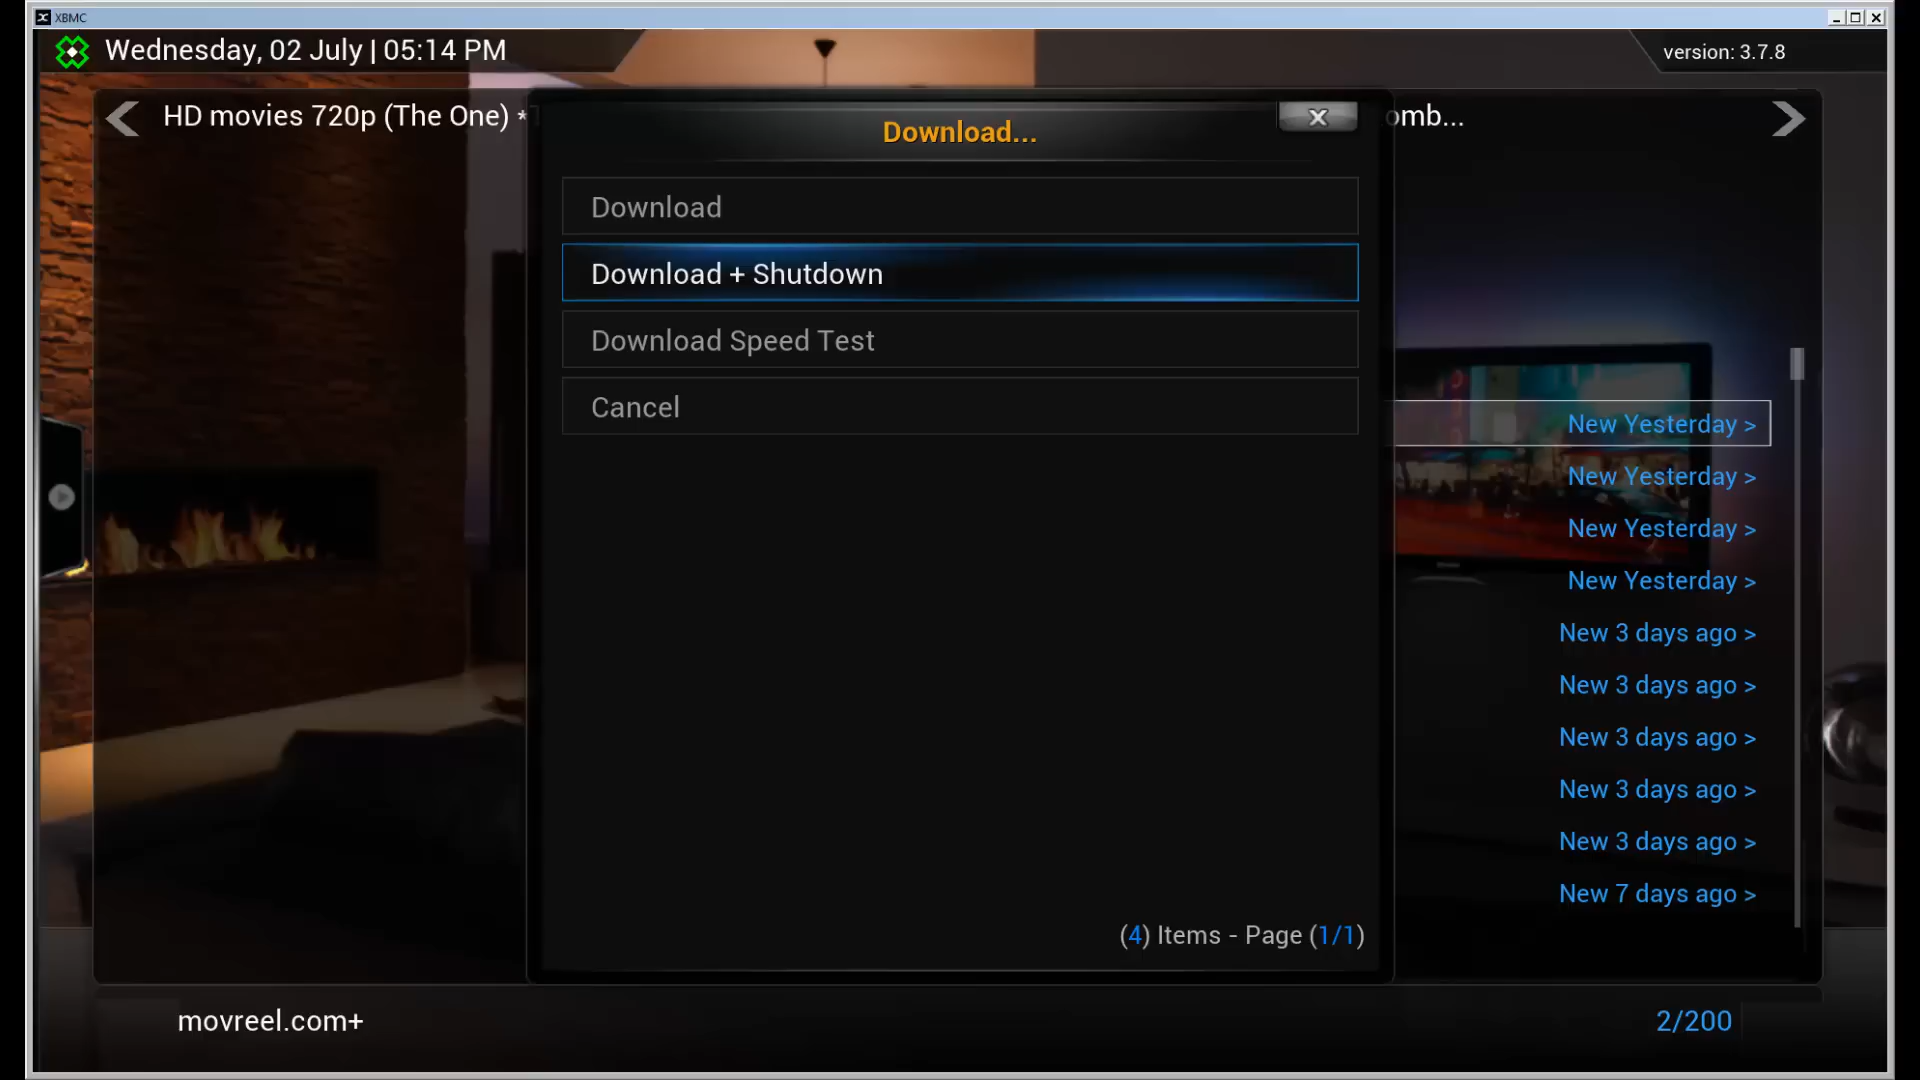 XBMC
Wednesday, 02 July | 05:14 PM
version: 3.7.8
HD movies 720p (The One) *
omb...
Download...
Download
Download + Shutdown
Download Speed Test
Cancel
New Yesterday >
New Yesterday >
New Yesterday >
New Yesterday >
New 3 days ago >
New 3 days ago >
New 3 days ago >
New 3 days ago >
New 3 days ago >
New 7 days ago >
(4) Items - Page (1/1)
movreel.com+
2/200